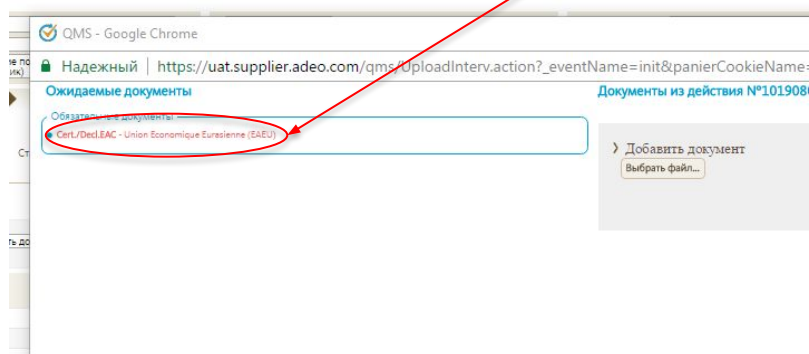 QMS - Google Chrome
Надежный | https://uat.supplier.adeo.com/qms/UploadInterv.action?_eventName=init&panierCookieName=
Ожидаемые документы
Документы из действия Nº101908
Обязательные документы
Cert./Decl.EAC - Union Economique Eurasienne (EAEU)
Добавить документ
Выбрать файл...